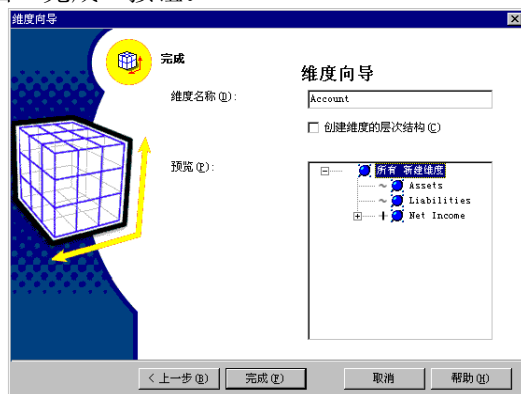 维度向导
完成
维度向导
维度名称(D):
Account
创建维度的层次结构(C)
预览(P):
所有 新建维度
Assets
Liabilities
Net Income
< 上一步(B)
完成(F)
取消
帮助(H)